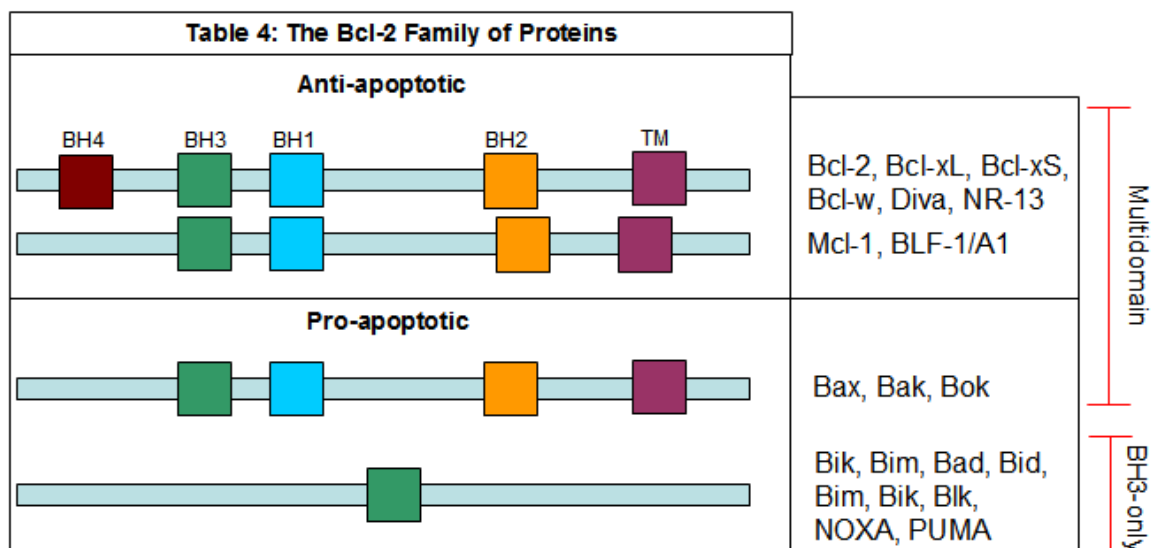 Table 4: The Bcl-2 Family of Proteins
Anti-apoptotic
BH4 BH3 BH1 BH2 TM
Bcl-2, Bcl-xL, Bcl-xS,
Bcl-w, Diva, NR-13
Mcl-1, BLF-1/A1
Multidomain
Pro-apoptotic
Bax, Bak, Bok
Bik, Bim, Bad, Bid,
Bim, Bik, Blk,
NOXA, PUMA
BH3-only